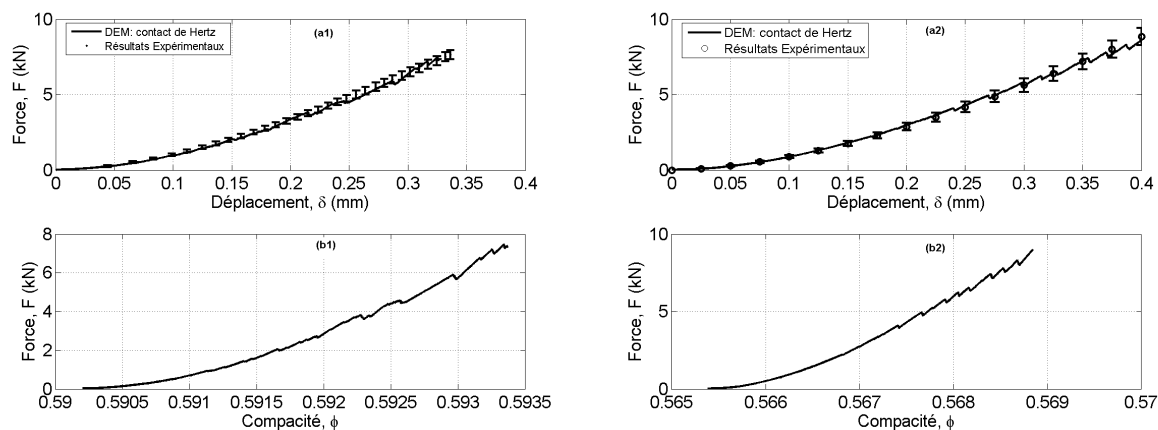 10
5
0
Force, F (kN)
DEM: contact de Hertz
Résultats Expérimentaux
(a1)
0 0.05 0.1 0.15 0.2 0.25 0.3 0.35 0.4
Déplacement, δ (mm)
10
5
0
Force, F (kN)
DEM: contact de Hertz
Résultats Expérimentaux
(a2)
0 0.05 0.1 0.15 0.20 0.25 0.30 0.35 0.4
Déplacement, δ (mm)
8
6
4
2
0
Force, F (kN)
(b1)
0.59 0.5905 0.591 0.5915 0.592 0.5925 0.593 0.5935
Compacité, ϕ
10
5
0
Force, F (kN)
(b2)
0.565 0.566 0.567 0.568 0.569 0.57
Compacité, ϕ